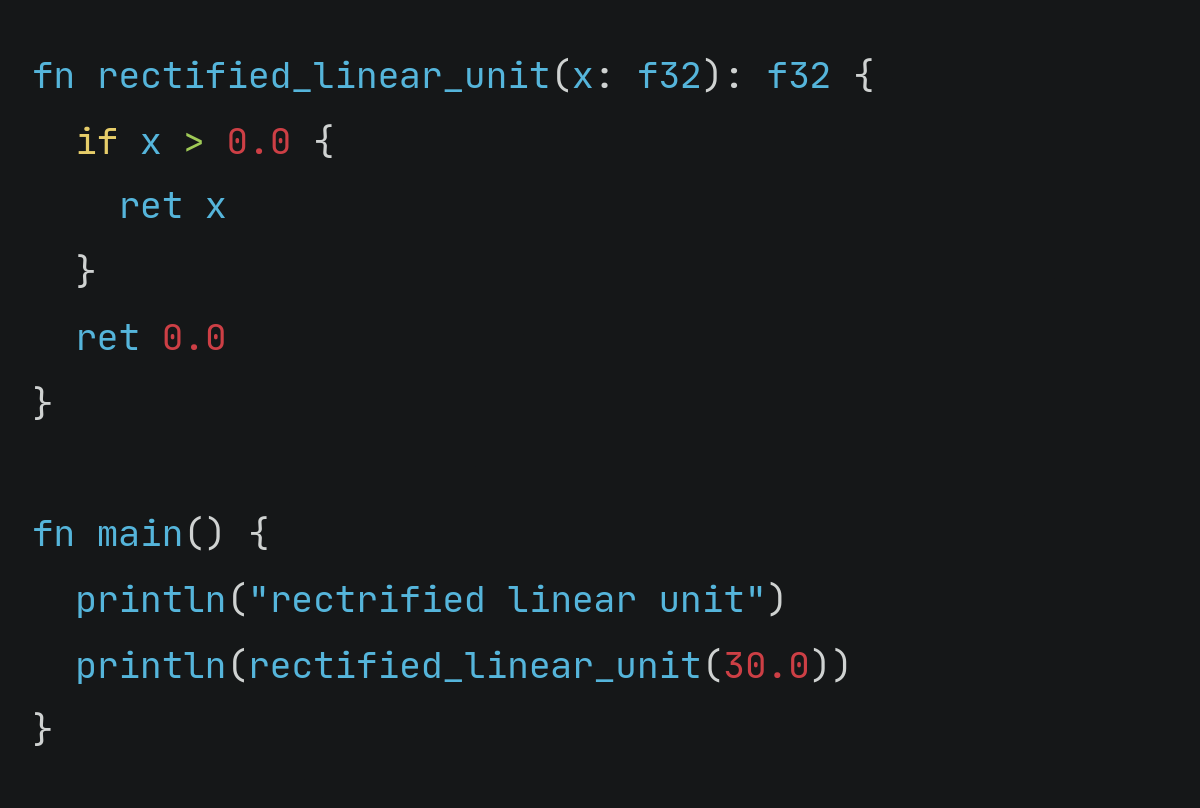 fn rectified_linear_unit(x: f32): f32 {
  if x > 0.0 {
    ret x
  }
  ret 0.0
}

fn main() {
  println("rectrified linear unit")
  println(rectified_linear_unit(30.0))
}